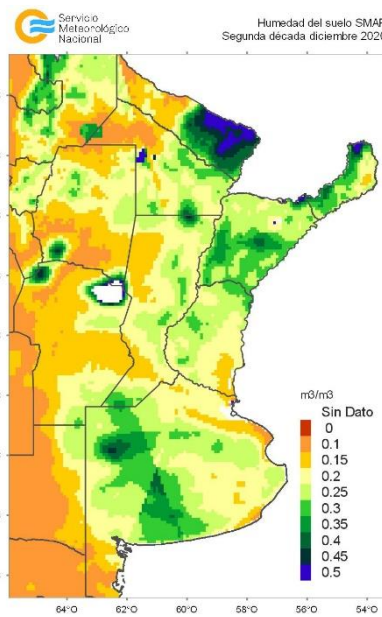 Servicio
Meteorológico
Nacional
Humedad del suelo SMAP
Segunda década diciembre 2020
m3/m3
Sin Dato
0
0.1
0.15
0.2
0.25
0.3
0.35
0.4
0.45
0.5
64°O 62°O 60°O 58°O 56°O 54°O